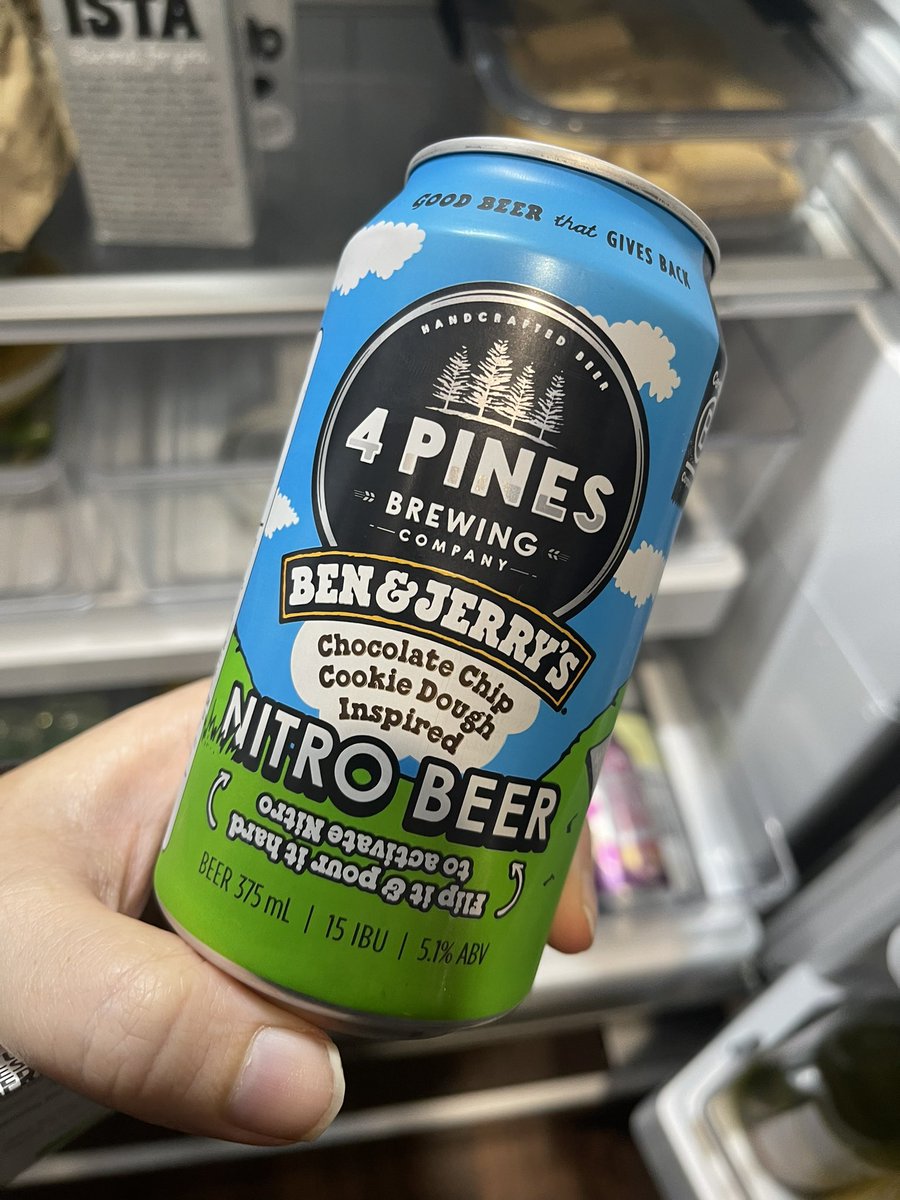 ISTA
GOOD BEER that GIVES BACK
HANDCRAFTED BEER
4 PINES
BREWING
COMPANY
BEN & JERRY'S
Chocolate Chip
Cookie Dough
Inspired
NITRO BEER
Flip it & pour it hard
to activate Nitro
BEER 375 mL | 15 IBU | 5.1% ABV